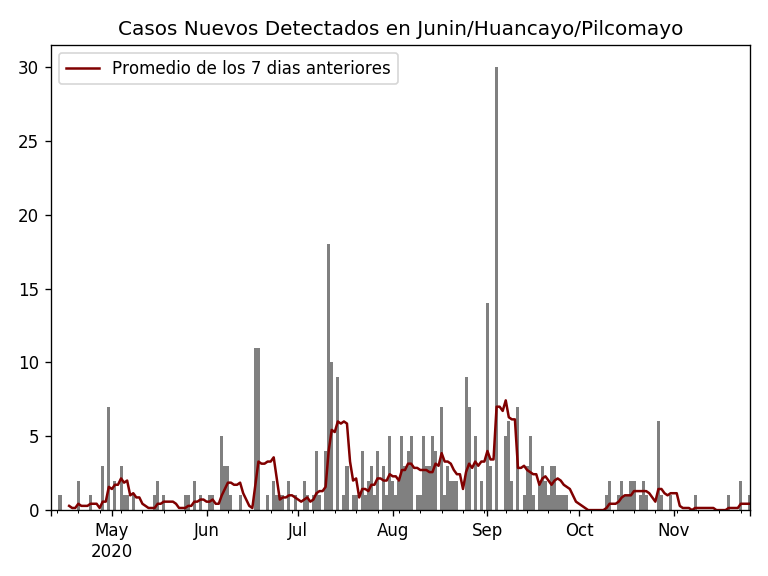 Casos Nuevos Detectados en Junin/Huancayo/Pilcomayo
Promedio de los 7 dias anteriores
30
25
20
15
10
5
0
May Jun Jul Aug Sep Oct Nov
2020